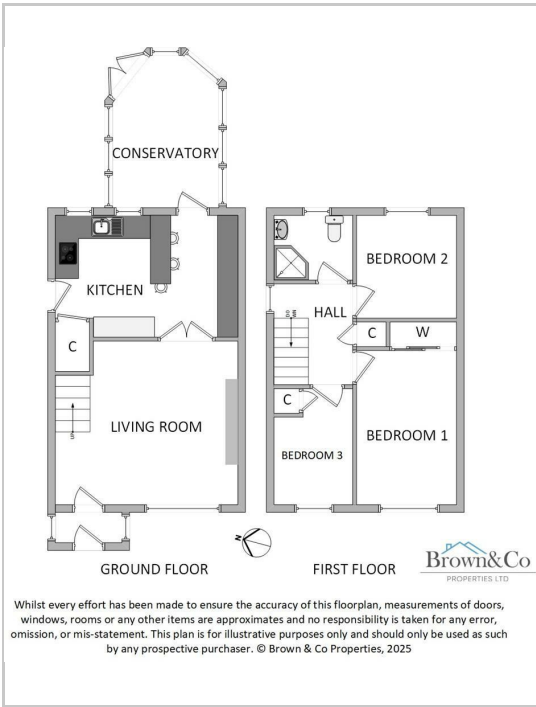 CONSERVATORY
KITCHEN
C
LIVING ROOM
UP
GROUND FLOOR
BEDROOM 2
HALL
DN
C
W
C
BEDROOM 1
BEDROOM 3
FIRST FLOOR
N
Brown&Co
PROPERTIES LTD
Whilst every effort has been made to ensure the accuracy of this floorplan, measurements of doors,
windows, rooms or any other items are approximates and no responsibility is taken for any error,
omission, or mis-statement. This plan is for illustrative purposes only and should only be used as such
by any prospective purchaser. © Brown & Co Properties, 2025